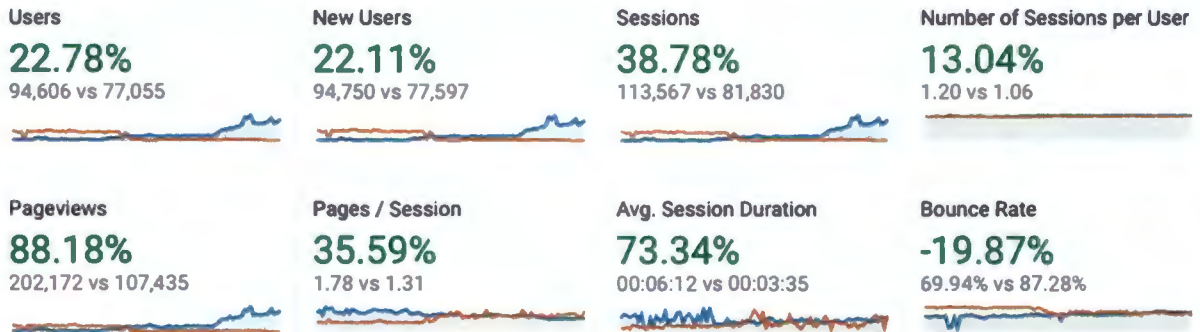 Users
22.78%
94,606 vs 77,055
New Users
22.11%
94,750 vs 77,597
Sessions
38.78%
113,567 vs 81,830
Number of Sessions per User
13.04%
1.20 vs 1.06
Pageviews
88.18%
202,172 vs 107,435
Pages / Session
35.59%
1.78 vs 1.31
Avg. Session Duration
73.34%
00:06:12 vs 00:03:35
Bounce Rate
-19.87%
69.94% vs 87.28%